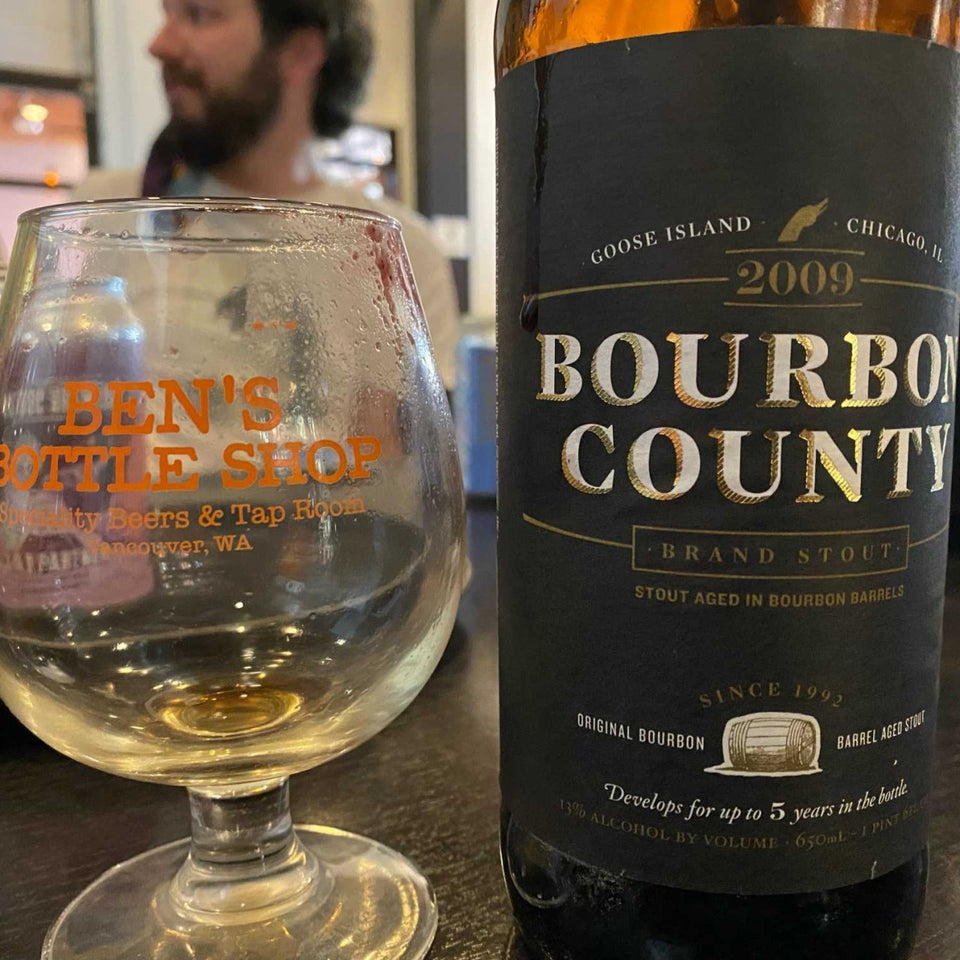 BEN'S
BOTTLE SHOP
Speciality Beers & Tap Room
Vancouver, WA
GOOSE ISLAND · CHICAGO, IL
2009
BOURBON
COUNTY
· BRAND STOUT ·
STOUT AGED IN BOURBON BARRELS
SINCE 1992
ORIGINAL BOURBON BARREL AGED STOUT
Develops for up to 5 years in the bottle.
13% ALCOHOL BY VOLUME · 650mL - 1 PINT